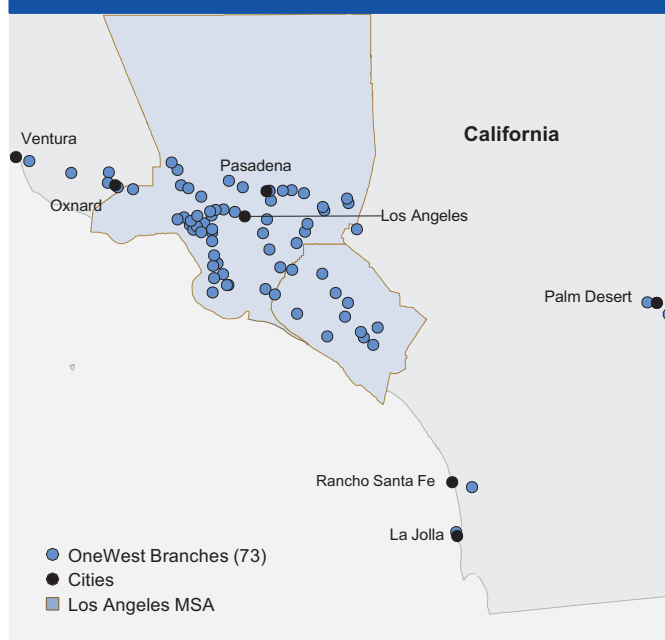 Ventura
California
Pasadena
Oxnard
Los Angeles
Palm Desert
Rancho Santa Fe
La Jolla
OneWest Branches (73)
Cities
Los Angeles MSA